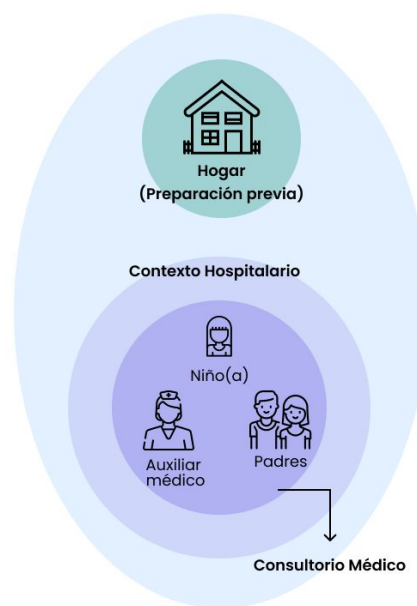 Hogar
(Preparación previa)
Contexto Hospitalario
Niño(a)
Auxiliar
médico
Padres
Consultorio Médico